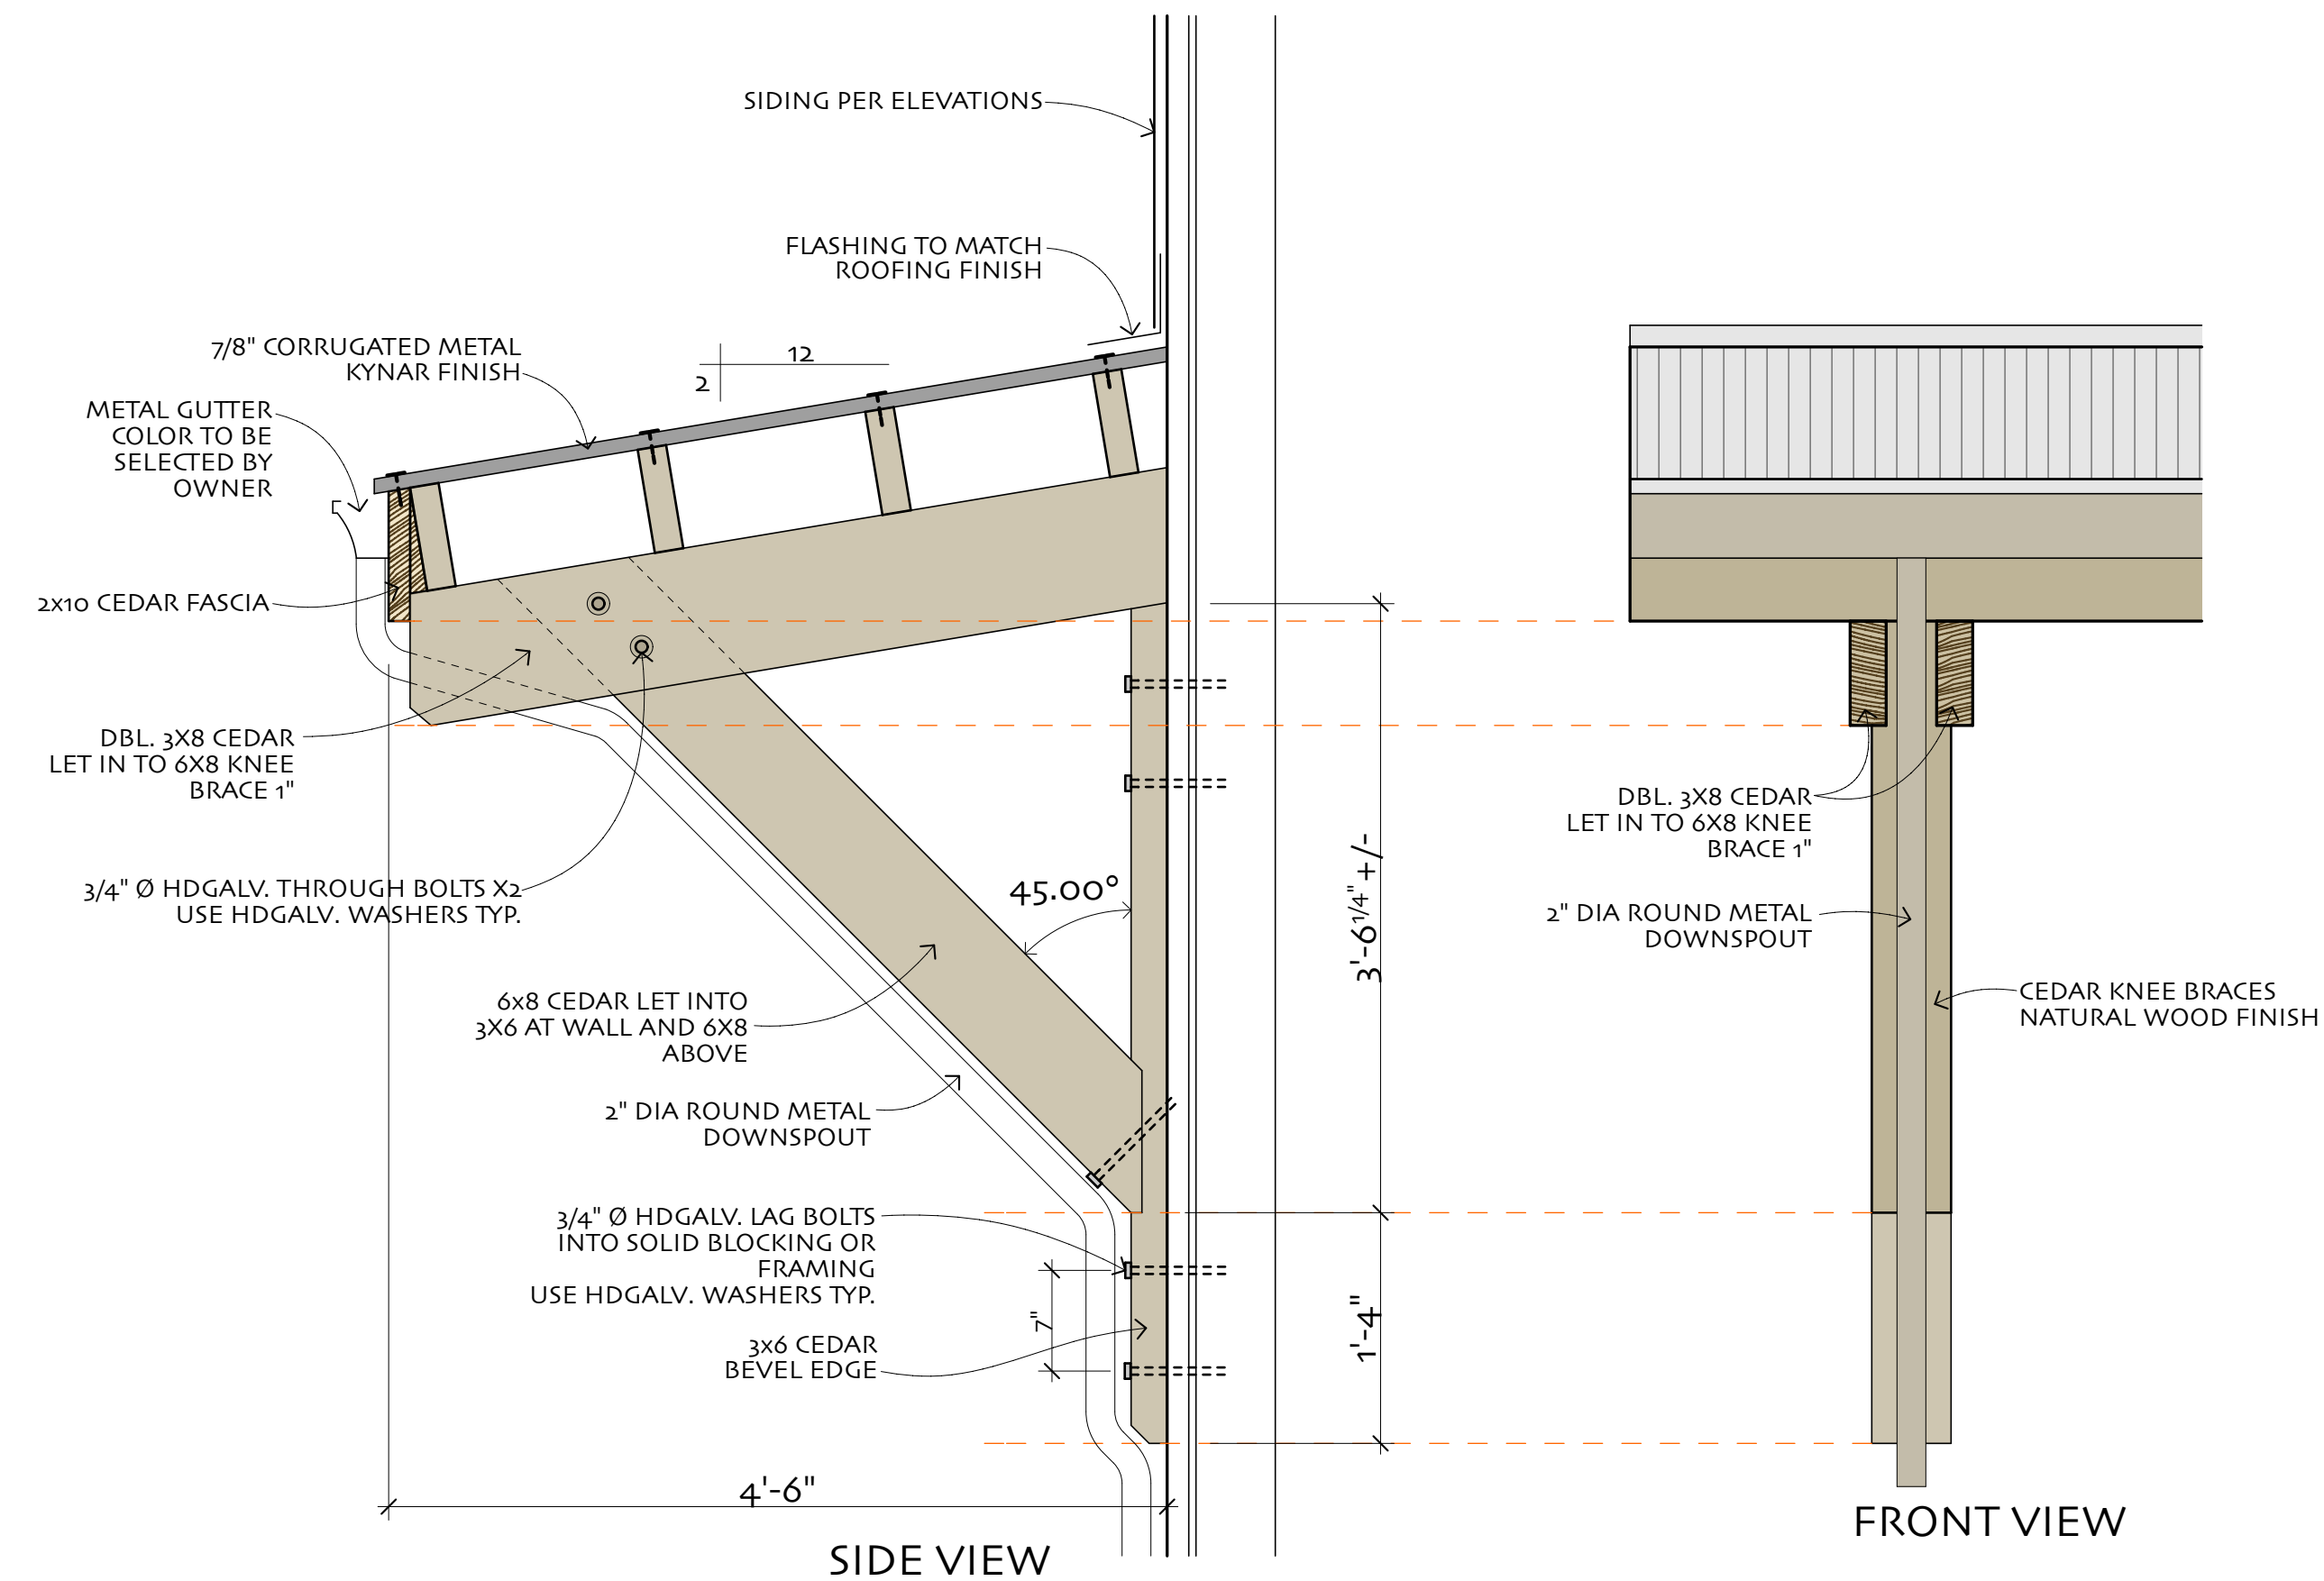 SIDING PER ELEVATIONS
FLASHING TO MATCH
ROOFING FINISH
7/8" CORRUGATED METAL
KYNAR FINISH
12
2
METAL GUTTER
COLOR TO BE
SELECTED BY
OWNER
2x10 CEDAR FASCIA
DBL. 3X8 CEDAR
LET IN TO 6X8 KNEE
BRACE 1"
3/4" Ø HDGALV. THROUGH BOLTS X2
USE HDGALV. WASHERS TYP.
45.00°
3'-6 1/4" +/-
6x8 CEDAR LET INTO
3X6 AT WALL AND 6X8
ABOVE
2" DIA ROUND METAL
DOWNSPOUT
3/4" Ø HDGALV. LAG BOLTS
INTO SOLID BLOCKING OR
FRAMING
USE HDGALV. WASHERS TYP.
7"
1'-4"
3x6 CEDAR
BEVEL EDGE
4'-6"
SIDE VIEW
DBL. 3X8 CEDAR
LET IN TO 6X8 KNEE
BRACE 1"
2" DIA ROUND METAL
DOWNSPOUT
CEDAR KNEE BRACES
NATURAL WOOD FINISH
FRONT VIEW